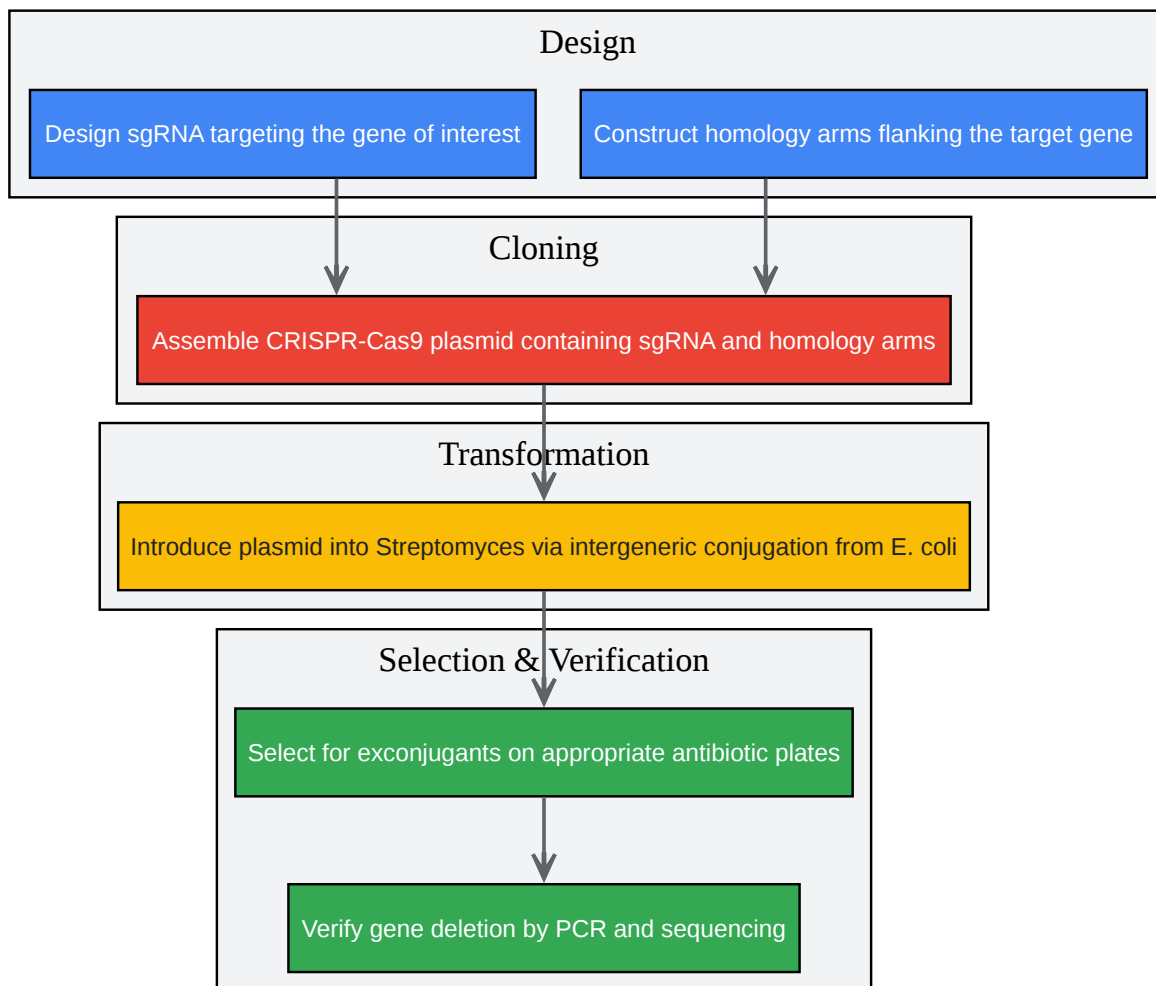 Design
Design sgRNA targeting the gene of interest
Construct homology arms flanking the target gene
Cloning
Assemble CRISPR-Cas9 plasmid containing sgRNA and homology arms
Transformation
Introduce plasmid into Streptomyces via intergeneric conjugation from E. coli
Selection & Verification
Select for exconjugants on appropriate antibiotic plates
Verify gene deletion by PCR and sequencing